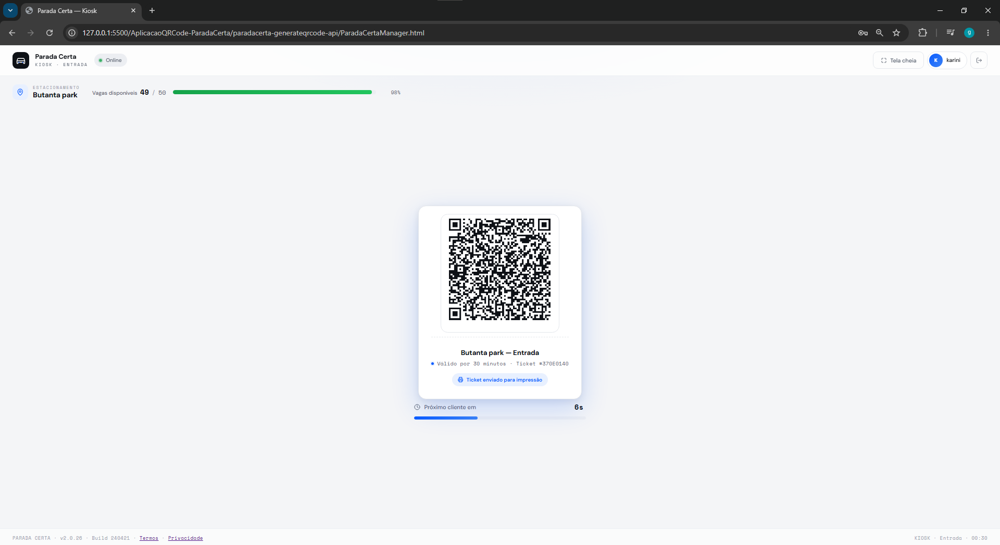 Parada Certa — Kiosk
127.0.0.1:5500/AplicacaoQRCode-ParadaCerta/paradacerta-generateqrcode-api/ParadaCertaManager.html
g
Parada Certa
KIOSK · ENTRADA
Online
Tela cheia
K
karini
ESTACIONAMENTO
Butanta park
Vagas disponíveis 49 / 50
98%
Butanta park — Entrada
Válido por 30 minutos · Ticket #370E0140
Ticket enviado para impressão
Próximo cliente em
6s
PARADA CERTA · v2.0.26 · Build 240421 · Termos · Privacidade
KIOSK · Entrada · 00:30